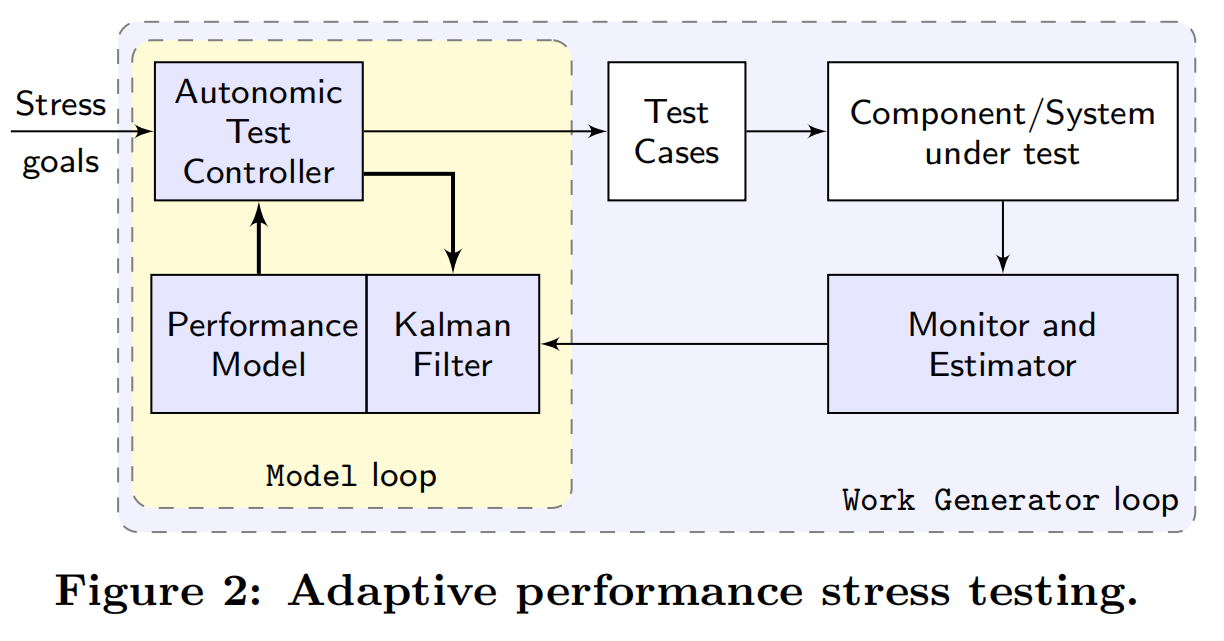 Stress
goals
Autonomic
Test
Controller
Test
Cases
Component/System
under test
Performance
Model
Kalman
Filter
Monitor and
Estimator
Model loop
Work Generator loop
Figure 2: Adaptive performance stress testing.